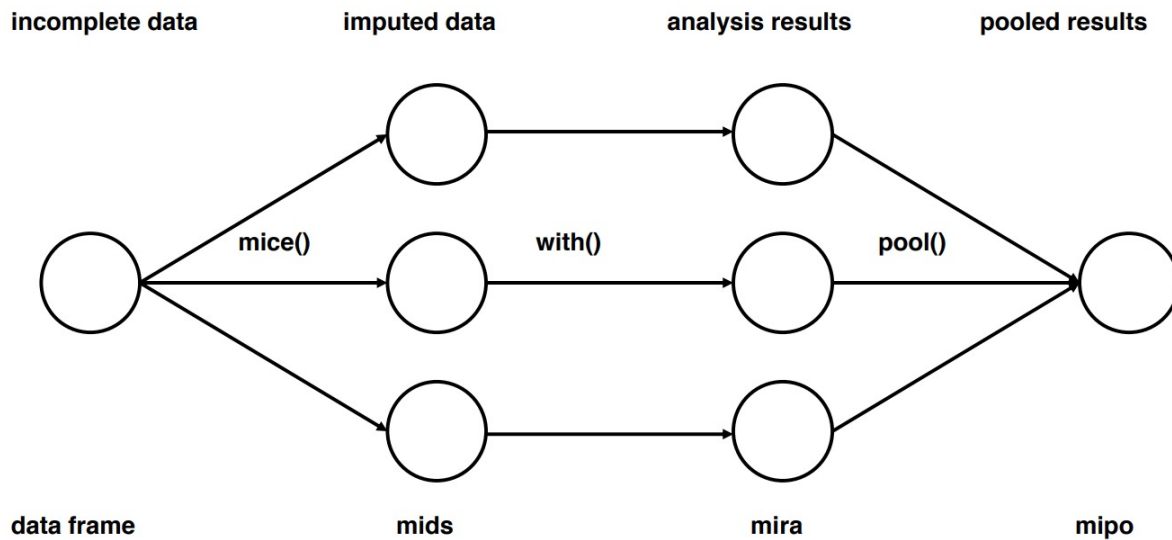 incomplete data
imputed data
analysis results
pooled results
mice()
with()
pool()
data frame
mids
mira
mipo